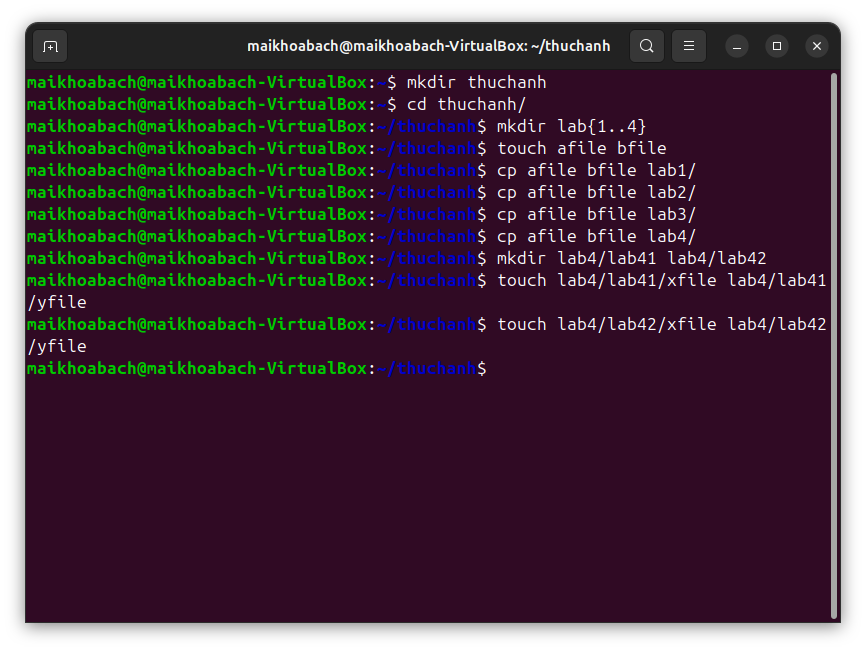 maikhoabach@maikhoabach-VirtualBox: ~/thuchanh
maikhoabach@maikhoabach-VirtualBox:~$ mkdir thuchanh
maikhoabach@maikhoabach-VirtualBox:~$ cd thuchanh/
maikhoabach@maikhoabach-VirtualBox:~/thuchanh$ mkdir lab{1..4}
maikhoabach@maikhoabach-VirtualBox:~/thuchanh$ touch afile bfile
maikhoabach@maikhoabach-VirtualBox:~/thuchanh$ cp afile bfile lab1/
maikhoabach@maikhoabach-VirtualBox:~/thuchanh$ cp afile bfile lab2/
maikhoabach@maikhoabach-VirtualBox:~/thuchanh$ cp afile bfile lab3/
maikhoabach@maikhoabach-VirtualBox:~/thuchanh$ cp afile bfile lab4/
maikhoabach@maikhoabach-VirtualBox:~/thuchanh$ mkdir lab4/lab41 lab4/lab42
maikhoabach@maikhoabach-VirtualBox:~/thuchanh$ touch lab4/lab41/xfile lab4/lab41
/yfile
maikhoabach@maikhoabach-VirtualBox:~/thuchanh$ touch lab4/lab42/xfile lab4/lab42
/yfile
maikhoabach@maikhoabach-VirtualBox:~/thuchanh$